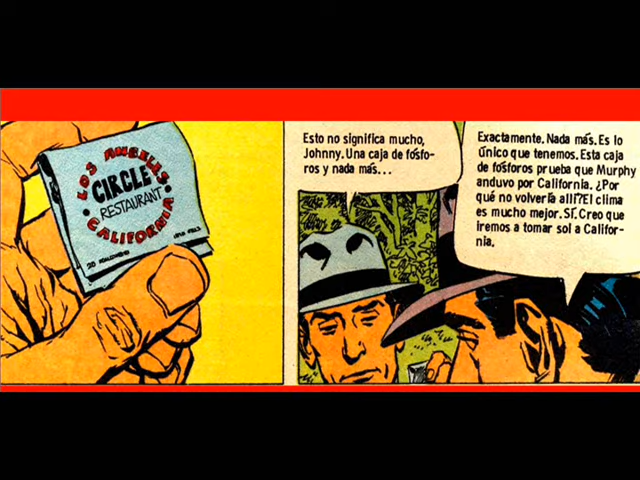 LOS ANGELES
CIRCLE
RESTAURANT
CALIFORNIA
Esto no significa mucho,
Johnny. Una caja de fósfo-
ros y nada más...
Exactamente. Nada más. Es lo
único que tenemos. Esta caja
de fósforos prueba que Murphy
anduvo por California. ¿Por
qué no volvería allí? El clima
es mucho mejor. Sí. Creo que
iremos a tomar sol a Califor-
nia.